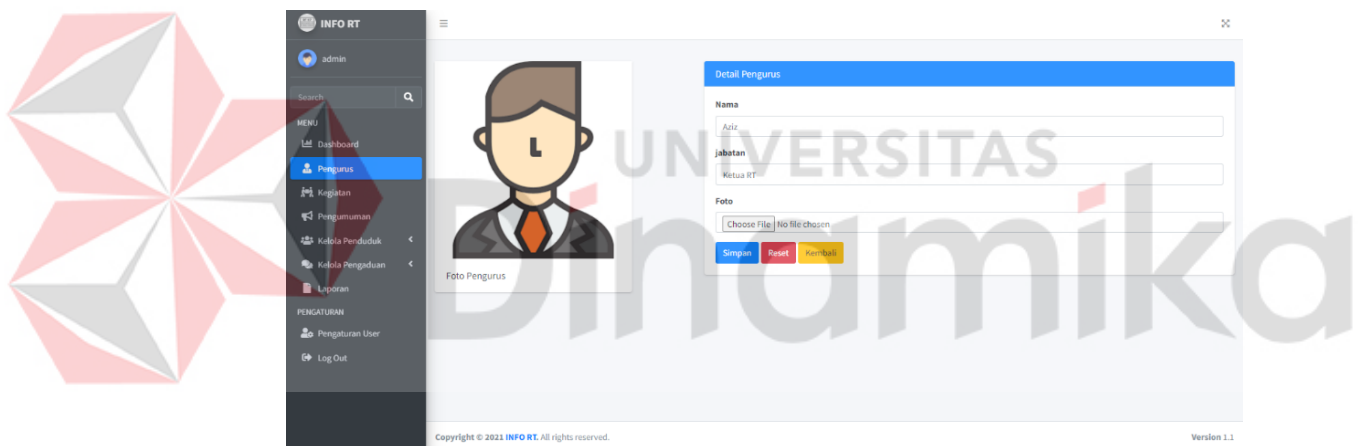 INFO RT
admin
Search
MENU
Dashboard
Pengurus
Kegiatan
Pengumuman
Kelola Penduduk
Kelola Pengaduan
Laporan
PENGATURAN
Pengaturan User
Log Out
Foto Pengurus
Detail Pengurus
Nama
Aziz
jabatan
Ketua RT
Foto
Choose File No file chosen
Simpan Reset Kembali
UNIVERSITAS
Dinamika
Copyright © 2021 INFO RT. All rights reserved.
Version 1.1